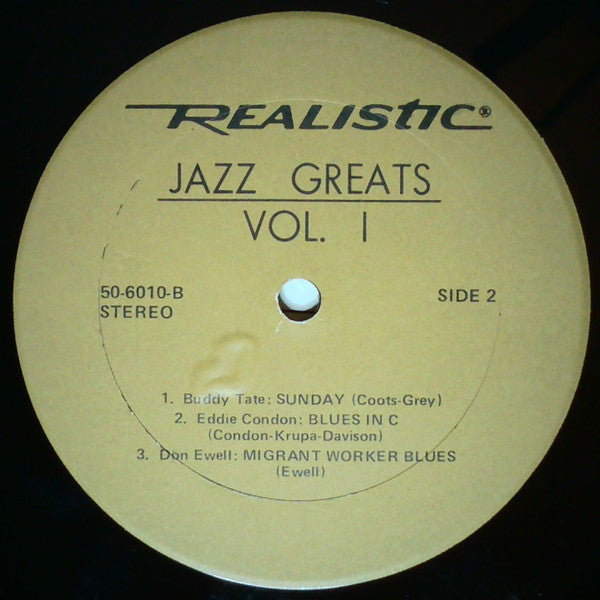 REALISTIC®
JAZZ GREATS
VOL. I
50-6010-B
STEREO
SIDE 2
1. Buddy Tate: SUNDAY (Coots-Grey)
2. Eddie Condon: BLUES IN C
(Condon-Krupa-Davison)
3. Don Ewell: MIGRANT WORKER BLUES
(Ewell)